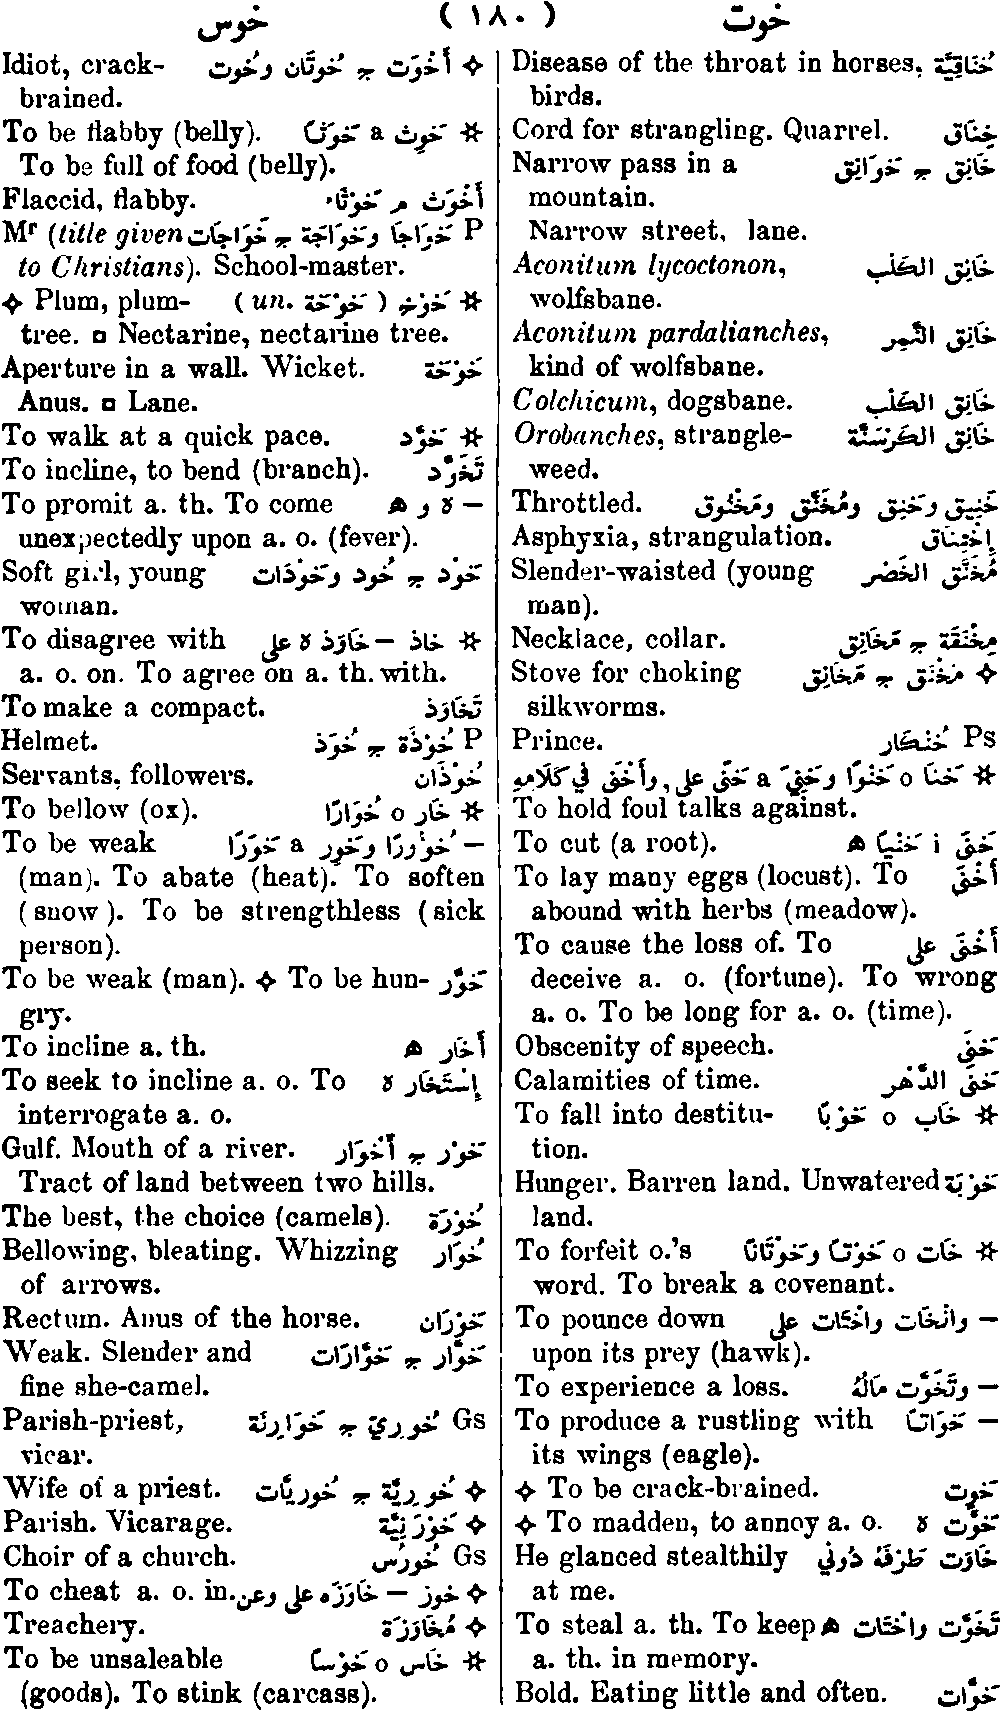 خوت ( ١٨٠ ) خوس
Disease of the throat in horses, خُنَاقِيَّة
birds.
Cord for strangling. Quarrel. خِنَاق
Narrow pass in a خَانِق ج خَوَانِق
mountain.
Narrow street, lane.
Aconitum lycoctonon, خَانِق الكَلْب
wolfsbane.
Aconitum pardalianches, خَانِق النَّمِر
kind of wolfsbane.
Colchicum, dogsbane. خَانِق الكَلْب
Orobanches, strangle- خَانِق الكَرْسَنَّة
weed.
Throttled. خَنِيق وخَنِق ومُخَنَّق ومَخْنُوق
Asphyxia, strangulation. إِخْتِنَاق
Slender-waisted (young مُخَنَّق الخَصْر
man).
Necklace, collar. مِخْنَقَة ج مَخَانِق
Stove for choking ✧ مَخْنَق ج مَخَانِق
silkworms.
Prince. Ps خُنْكَار
✲ خَنَا o خَنْوًا وخَنِيَ a خَنًى على, وأَخْنَى في كَلَامِهِ
To hold foul talks against.
To cut (a root). خَنَى i خَنْيًا ه
To lay many eggs (locust). To أَخْنَى
abound with herbs (meadow).
To cause the loss of. To أَخْنَى على
deceive a. o. (fortune). To wrong
a. o. To be long for a. o. (time).
Obscenity of speech. خَنًى
Calamities of time. خَنَى الدَّهْر
To fall into destitu- ✲ خَاب o خَوْبًا
tion.
Hunger. Barren land. Unwatered خَوْبَة
land.
To forfeit o.'s ✲ خَات o خَوْتًا وخَوَتَانًا
word. To break a covenant.
To pounce down – وانْخَات واخْتَات على
upon its prey (hawk).
To experience a loss. – وتَخَوَّت مَالَهُ
To produce a rustling with – خَوَاتًا
its wings (eagle).
✧ To be crack-brained. خَوِت
✧ To madden, to annoy a. o. خَوَّت ه
He glanced stealthily خَاوَت طَرْفَهُ دُونِي
at me.
To steal a. th. To keep تَخَوَّت واخْتَات ه
a. th. in memory.
Bold. Eating little and often. خَوَّات
Idiot, crack- ✧ أَخْوَت ج خُوتَان وخُوت
brained.
To be flabby (belly). ✲ خَوِث a خَوَثًا
To be full of food (belly).
Flaccid, flabby. أَخْوَث م خَوْثَاء
Mr (title given P خَوَاجَا وخَوَاجَة ج خَوَاجَات
to Christians). School-master.
✧ Plum, plum- ✲ خَوْخ ( خَوْخَة .un )
tree. ◘ Nectarine, nectarine tree.
Aperture in a wall. Wicket. خَوْخَة
Anus. ◘ Lane.
To walk at a quick pace. ✲ خَوَّد
To incline, to bend (branch). تَخَوَّد
To promit a. th. To come – ه و ه
unexpectedly upon a. o. (fever).
Soft girl, young خَوْد ج خُود وخَوْدَات
woman.
To disagree with ✲ خاذ – خَاوَذ ه على
a. o. on. To agree on a. th. with.
To make a compact. تَخَاوَذ
Helmet. P خُوْذَة ج خُوَذ
Servants, followers. خُوْذَان
To bellow (ox). ✲ خَار o خُوَارًا
To be weak – خُوْورًا وخَوِر a خَوَرًا
(man). To abate (heat). To soften
(snow). To be strengthless (sick
person).
To be weak (man). ✧ To be hun- خَوَّر
gry.
To incline a. th. أَخَار ه
To seek to incline a. o. To إِسْتَخَار ه
interrogate a. o.
Gulf. Mouth of a river. خَوْر ج أَخْوَار
Tract of land between two hills.
The best, the choice (camels). خُوْرَة
Bellowing, bleating. Whizzing خُوَار
of arrows.
Rectum. Anus of the horse. خَوْرَان
Weak. Slender and خَوَّار ج خَوَّارَات
fine she-camel.
Parish-priest, Gs خُورِيّ ج خَوَارِنَة
vicar.
Wife of a priest. ✧ خُورِيَّة ج خُورِيَّات
Parish. Vicarage. ✧ خَوْرَنِيَّة
Choir of a church. Gs خُورُس
To cheat a. o. in. ✧ خوز – خَاوَزَه على وعن
Treachery. ✧ مُخَاوَزَة
To be unsaleable ✲ خَاس o خَوْسًا
(goods). To stink (carcass).